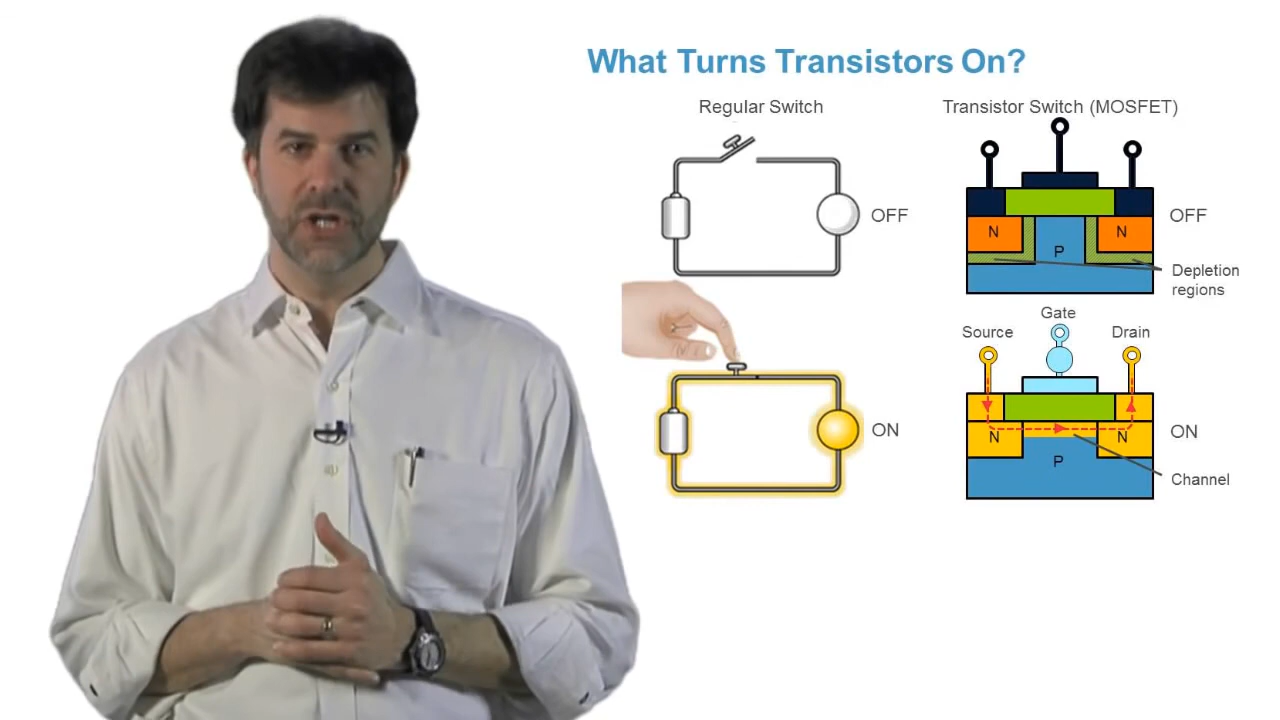 What Turns Transistors On?
Regular Switch
Transistor Switch (MOSFET)
OFF
N
N
P
OFF
Depletion
regions
Gate
Source
Drain
ON
N
N
P
ON
Channel